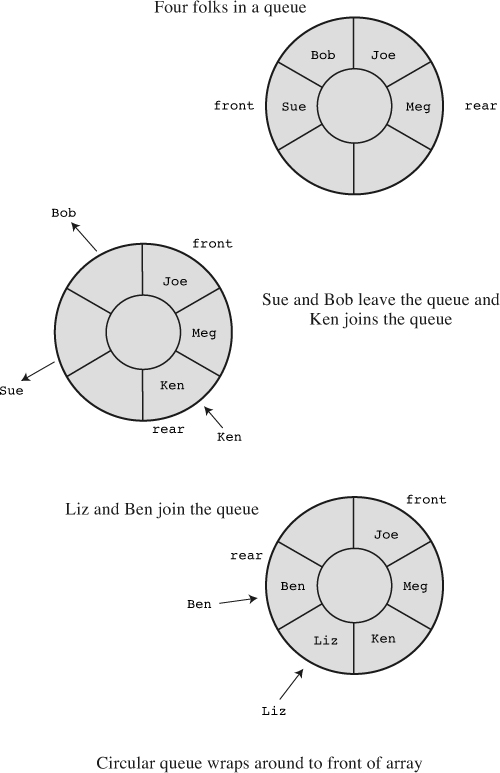 Four folks in a queue
Bob Joe
front Sue Meg rear
Bob
front
Joe
Sue and Bob leave the queue and
Ken joins the queue
Meg
Ken
Sue
rear
Ken
Liz and Ben join the queue
front
Joe
rear
Ben Meg
Ben
Liz Ken
Liz
Circular queue wraps around to front of array